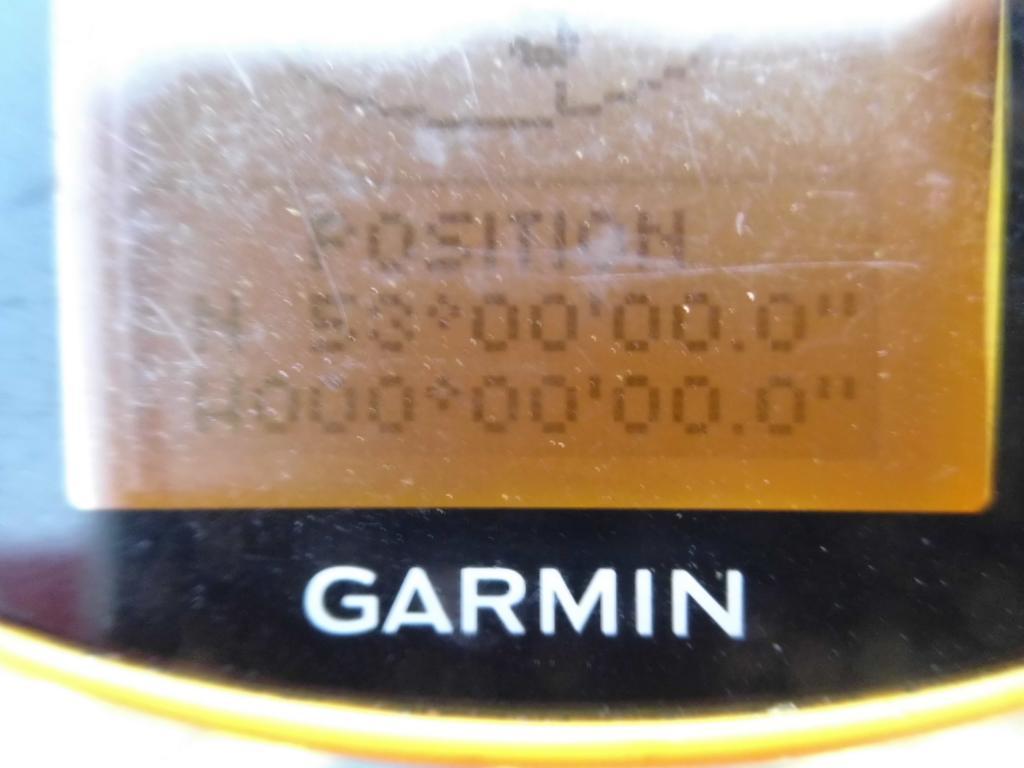 POSITION
N 53°00'00.0"
W000°00'00.0"
GARMIN